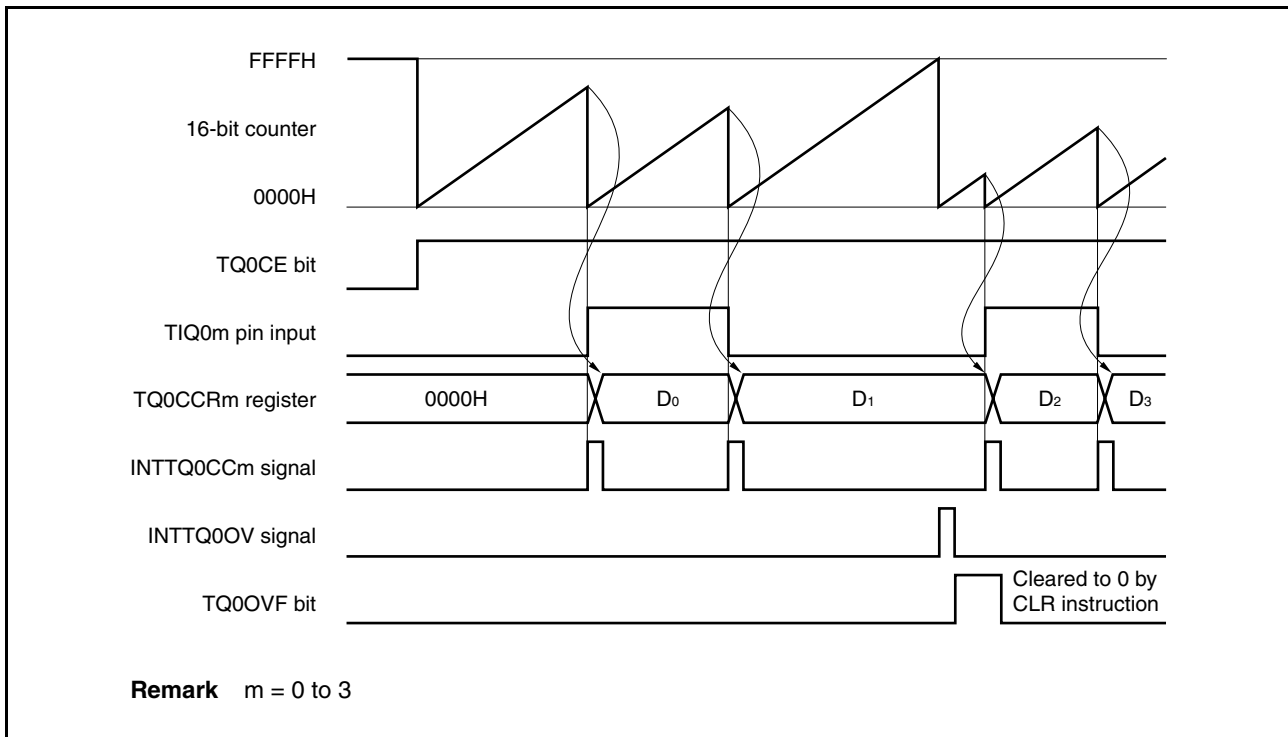 FFFFH
16-bit counter
0000H
TQ0CE bit
TIQ0m pin input
TQ0CCRm register
0000H
D0
D1
D2
D3
INTTQ0CCm signal
INTTQ0OV signal
TQ0OVF bit
Cleared to 0 by
CLR instruction
Remark m = 0 to 3